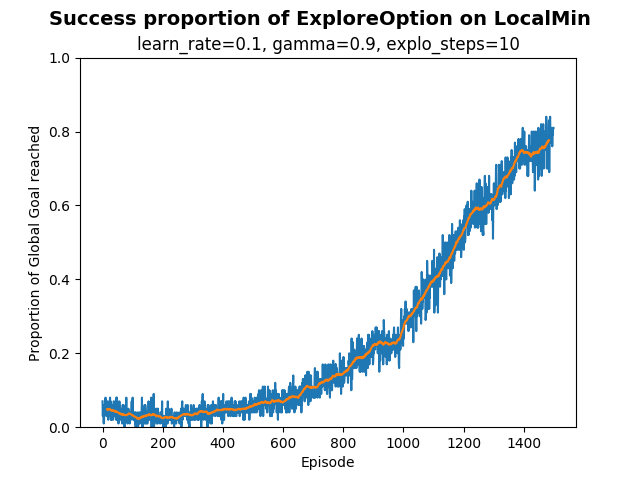 Success proportion of ExploreOption on LocalMin
learn_rate=0.1, gamma=0.9, explo_steps=10
Proportion of Global Goal reached
1.0
0.8
0.6
0.4
0.2
0.0
0 200 400 600 800 1000 1200 1400
Episode